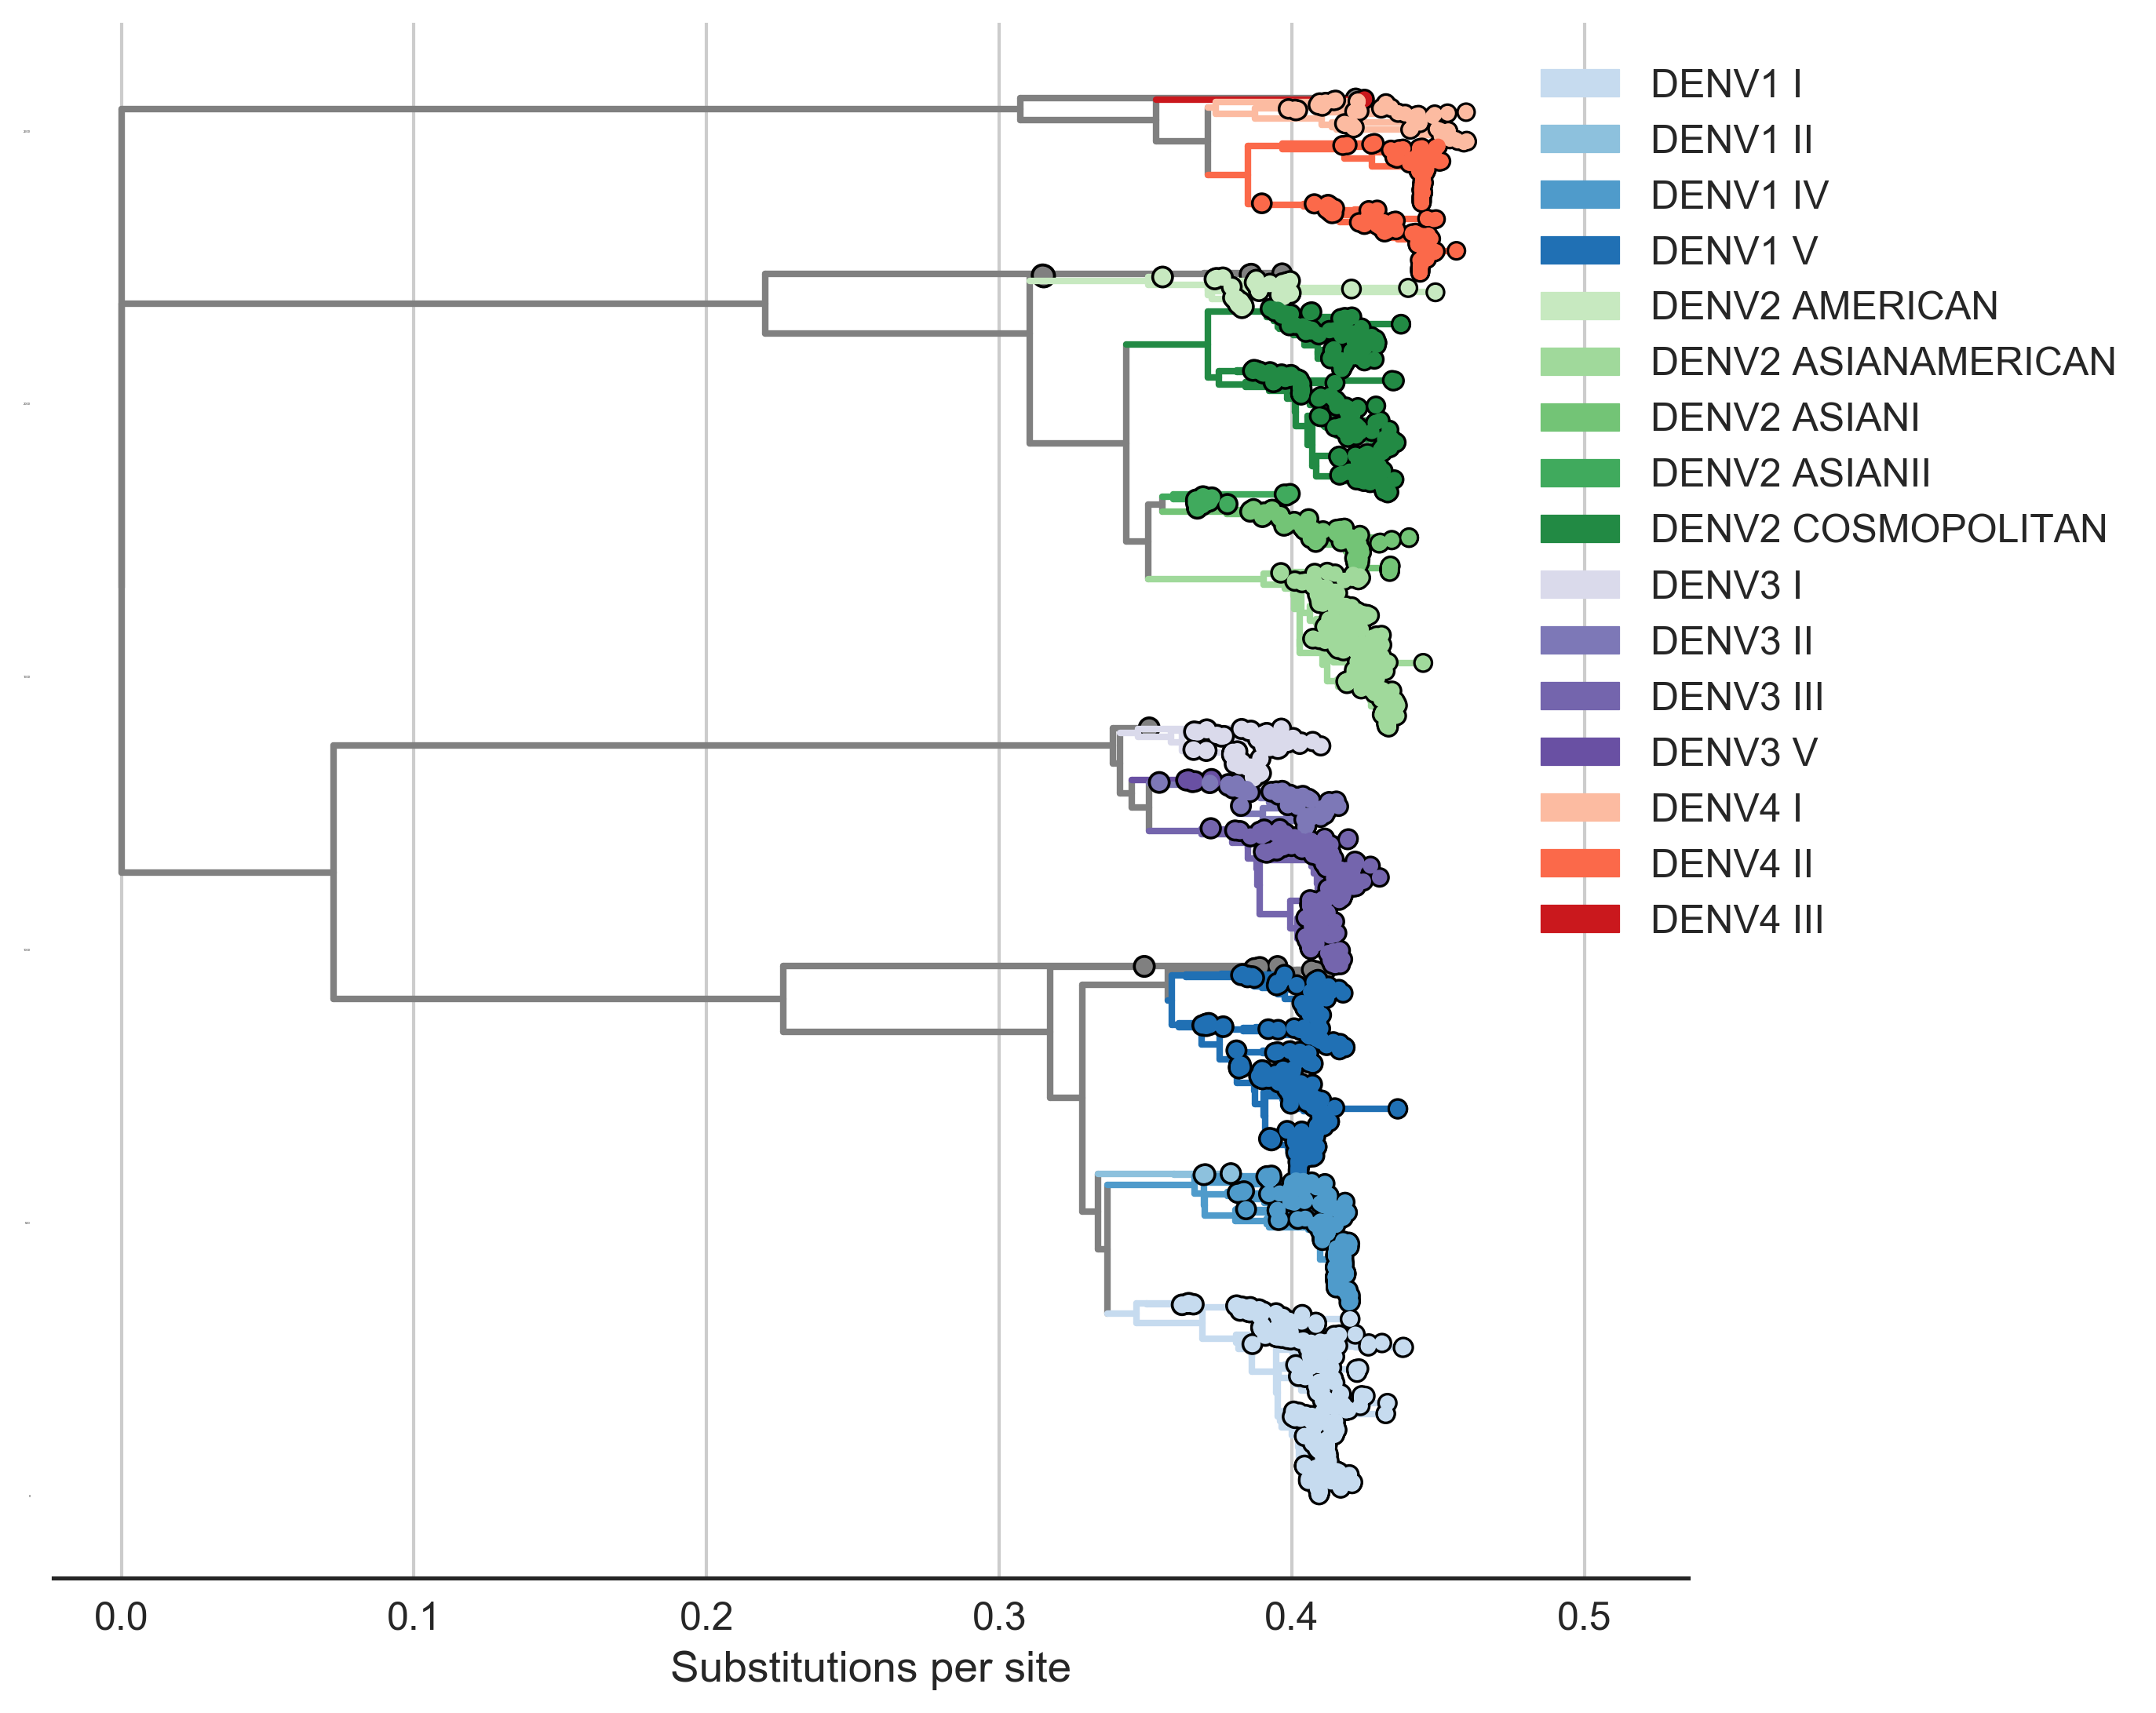 DENV1 I
DENV1 II
DENV1 IV
DENV1 V
DENV2 AMERICAN
DENV2 ASIANAMERICAN
DENV2 ASIANI
DENV2 ASIANII
DENV2 COSMOPOLITAN
DENV3 I
DENV3 II
DENV3 III
DENV3 V
DENV4 I
DENV4 II
DENV4 III
0.0 0.1 0.2 0.3 0.4 0.5
Substitutions per site